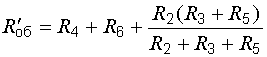 R′об = R4 + R6 + R2(R3 + R5) / R2 + R3 + R5